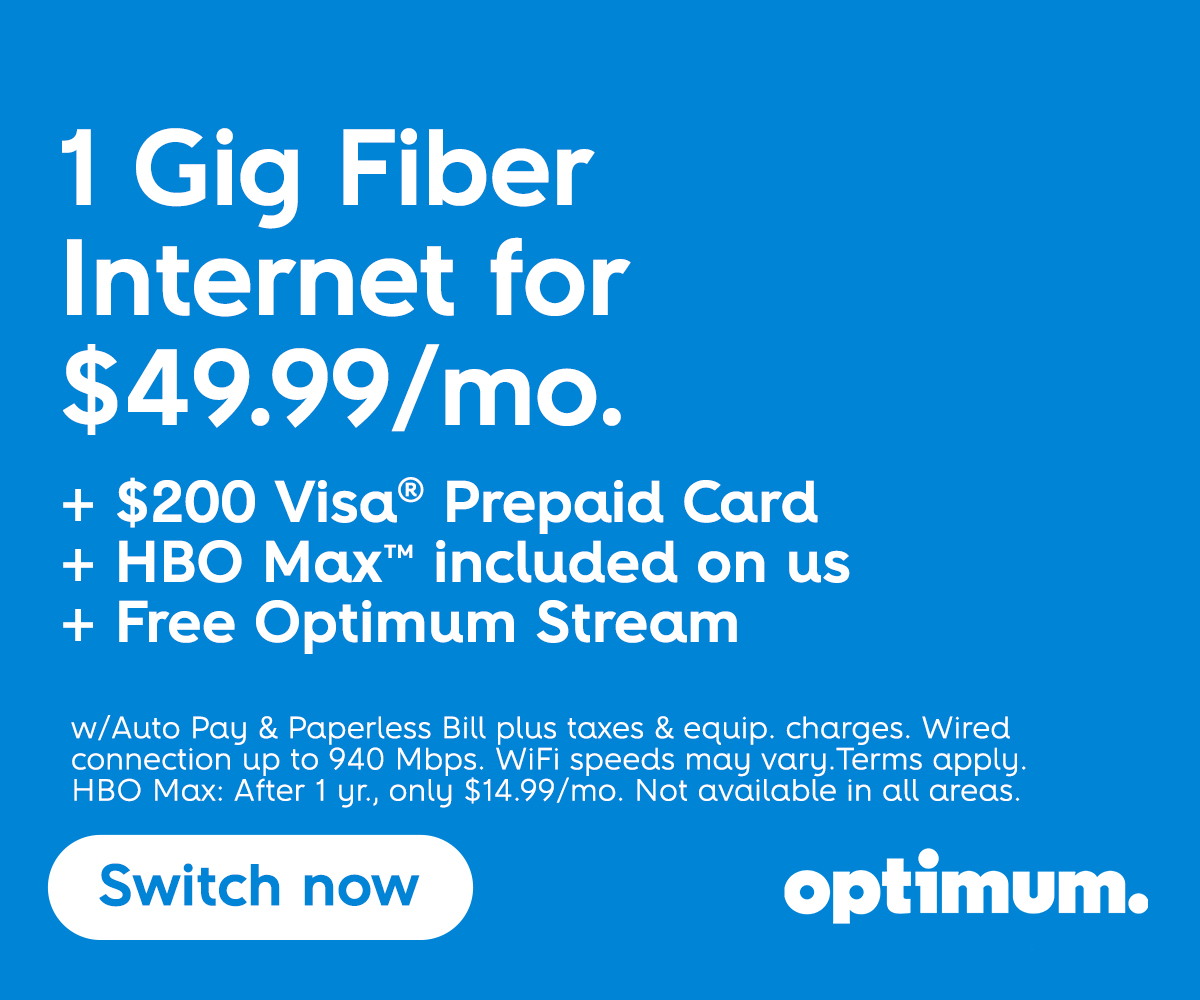 1 Gig Fiber
Internet for
$49.99/mo.
+ $200 Visa® Prepaid Card
+ HBO Max™ included on us
+ Free Optimum Stream
w/Auto Pay & Paperless Bill plus taxes & equip. charges. Wired
connection up to 940 Mbps. WiFi speeds may vary.Terms apply.
HBO Max: After 1 yr., only $14.99/mo. Not available in all areas.
Switch now
optimum.